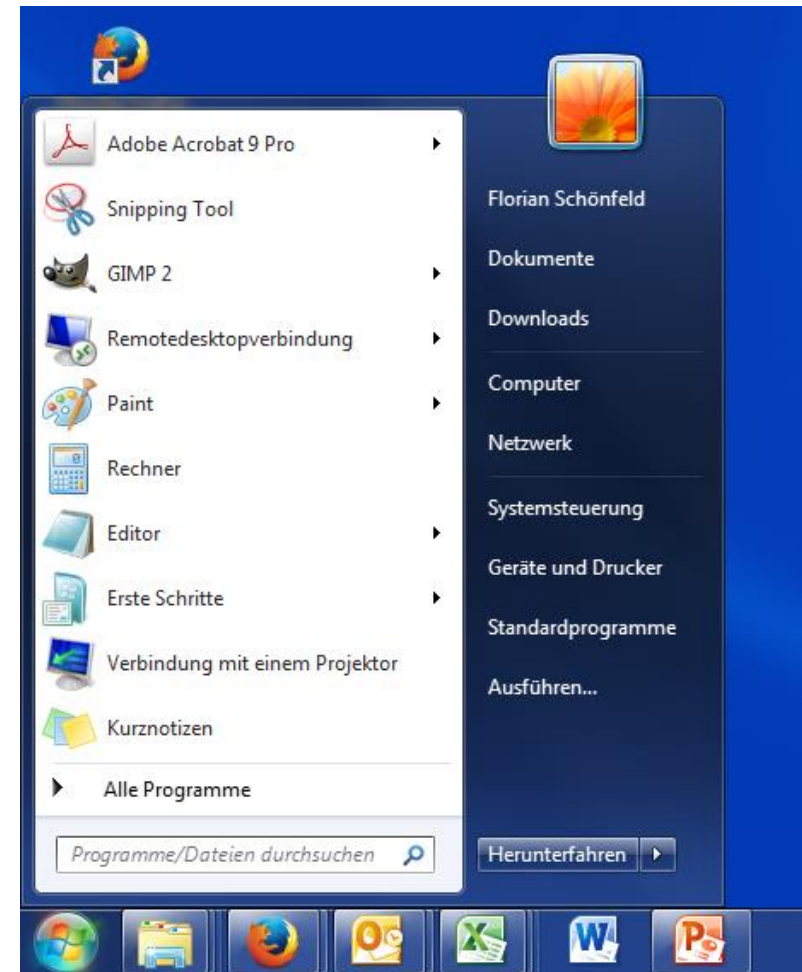 Adobe Acrobat 9 Pro
Snipping Tool
GIMP 2
Remotedesktopverbindung
Paint
Rechner
Editor
Erste Schritte
Verbindung mit einem Projektor
Kurznotizen
Alle Programme
Programme/Dateien durchsuchen
Florian Schönfeld
Dokumente
Downloads
Computer
Netzwerk
Systemsteuerung
Geräte und Drucker
Standardprogramme
Ausführen...
Herunterfahren